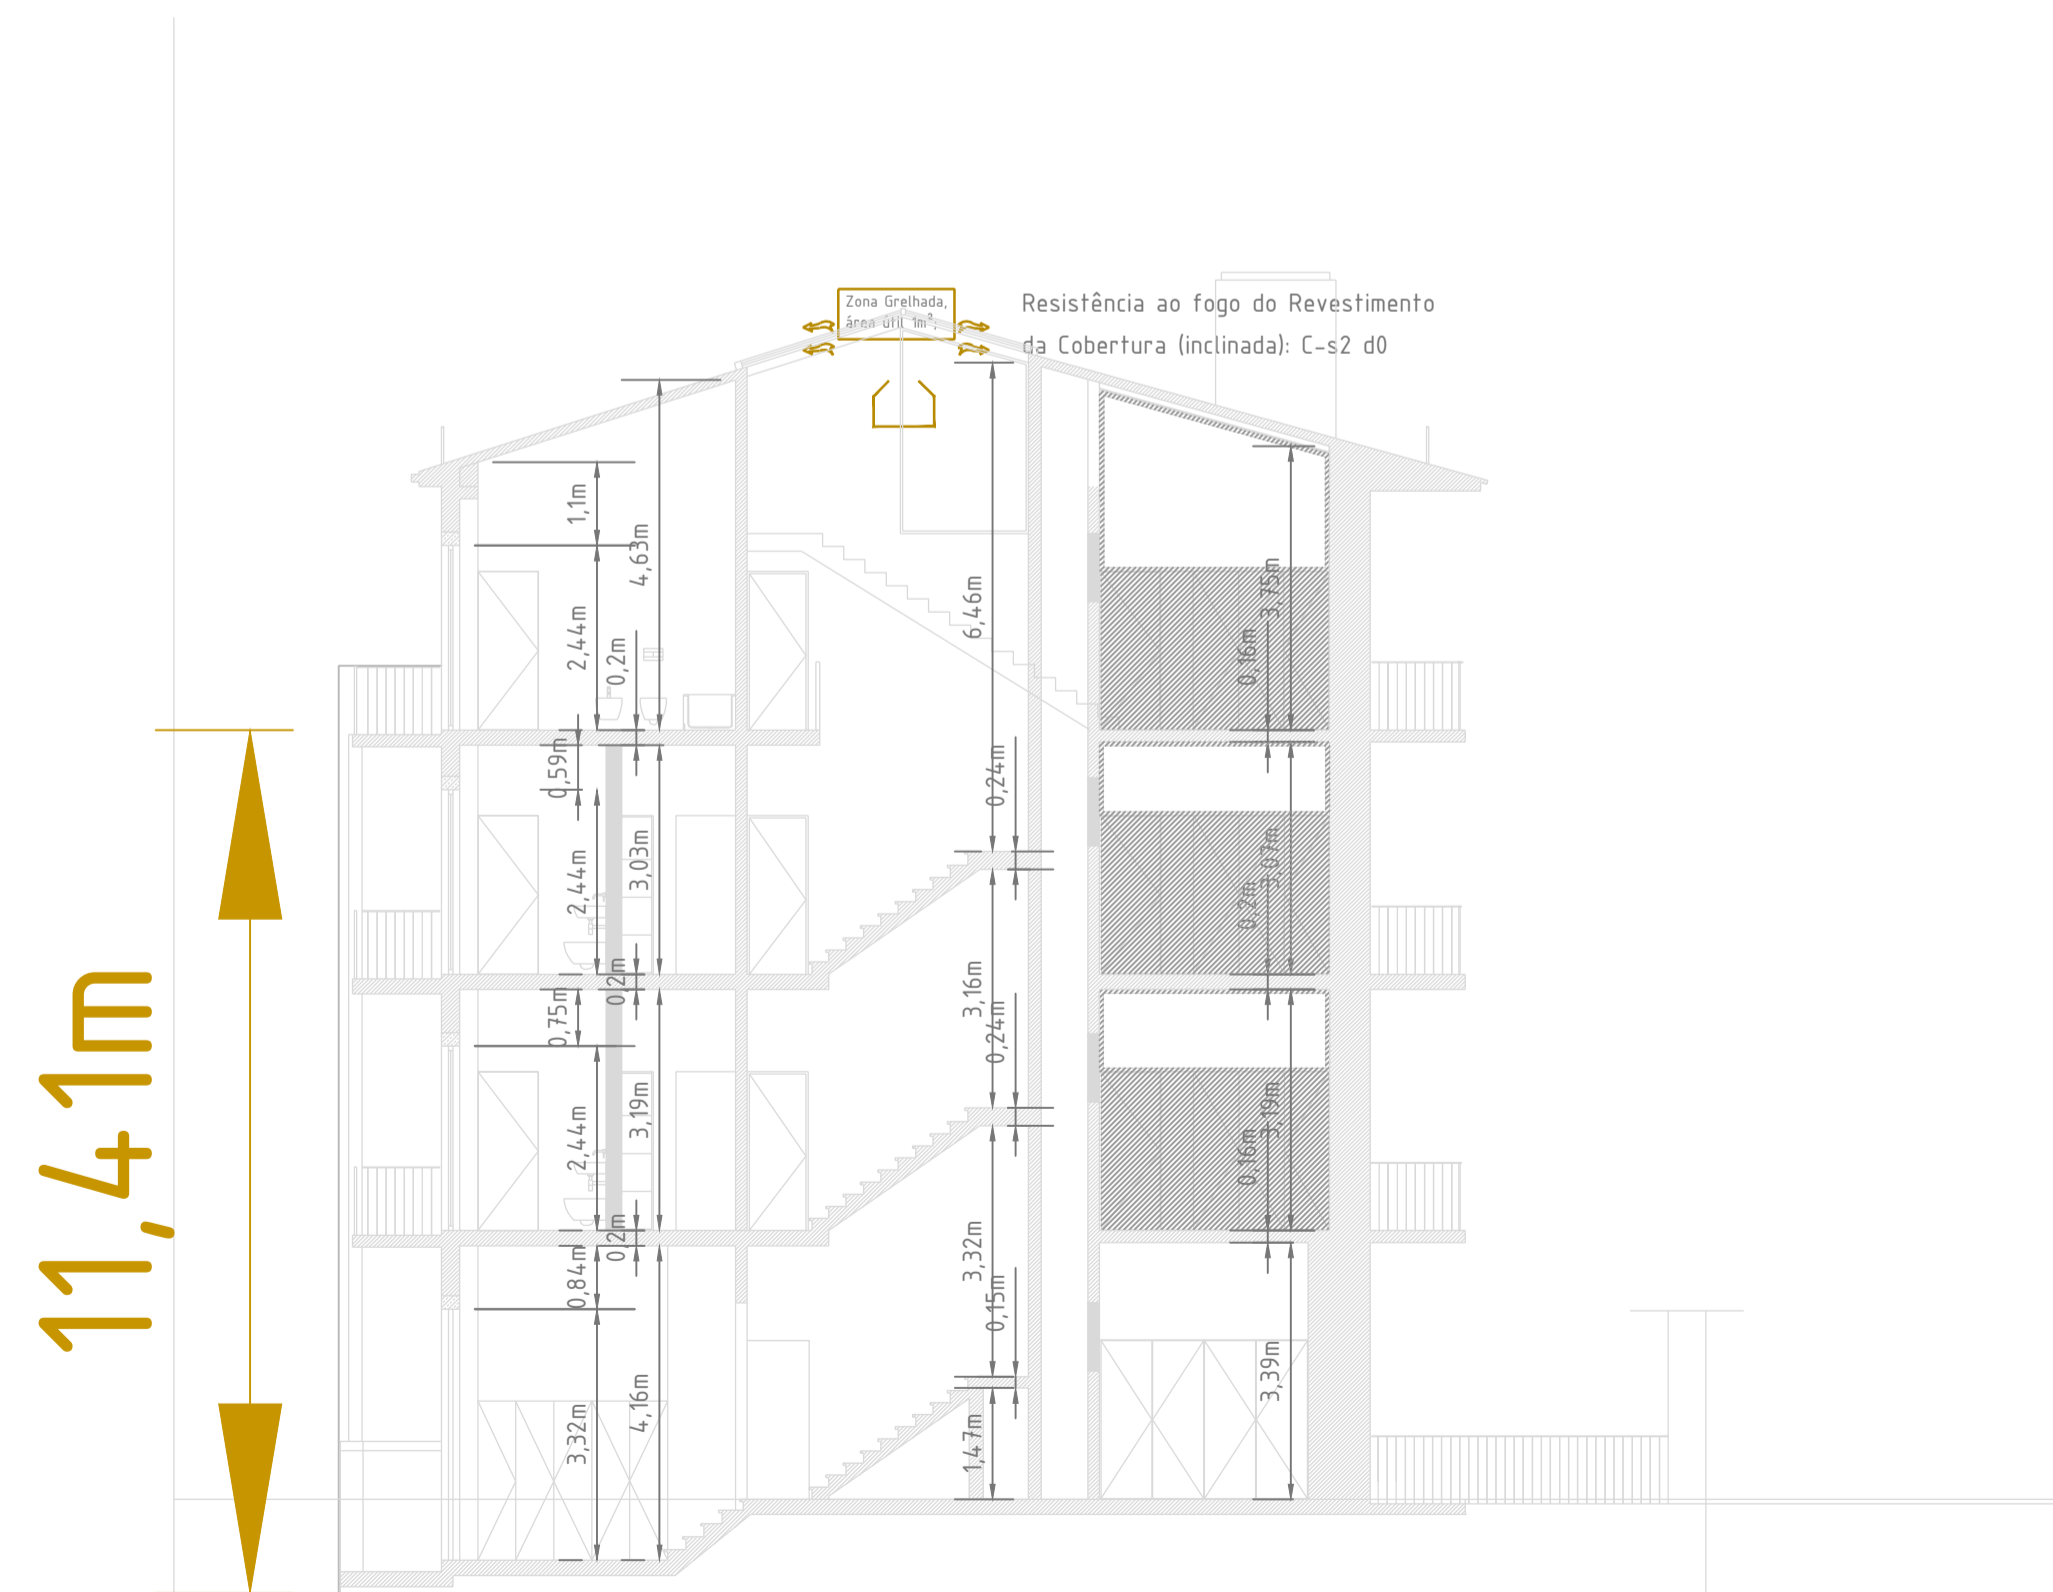 Zona Grelhada,
área útil 1m²;
Resistência ao fogo do Revestimento
da Cobertura (inclinada): C-s2 d0
1,1m
4,63m
2,44m
0,2m
6,46m
3,75m
0,16m
0,59m
0,24m
2,44m
3,03m
3,07m
0,2m
0,2m
3,16m
0,75m
0,24m
11,41m
2,44m
3,19m
3,19m
0,16m
0,2m
3,32m
0,84m
0,15m
3,32m
4,16m
1,47m
3,39m